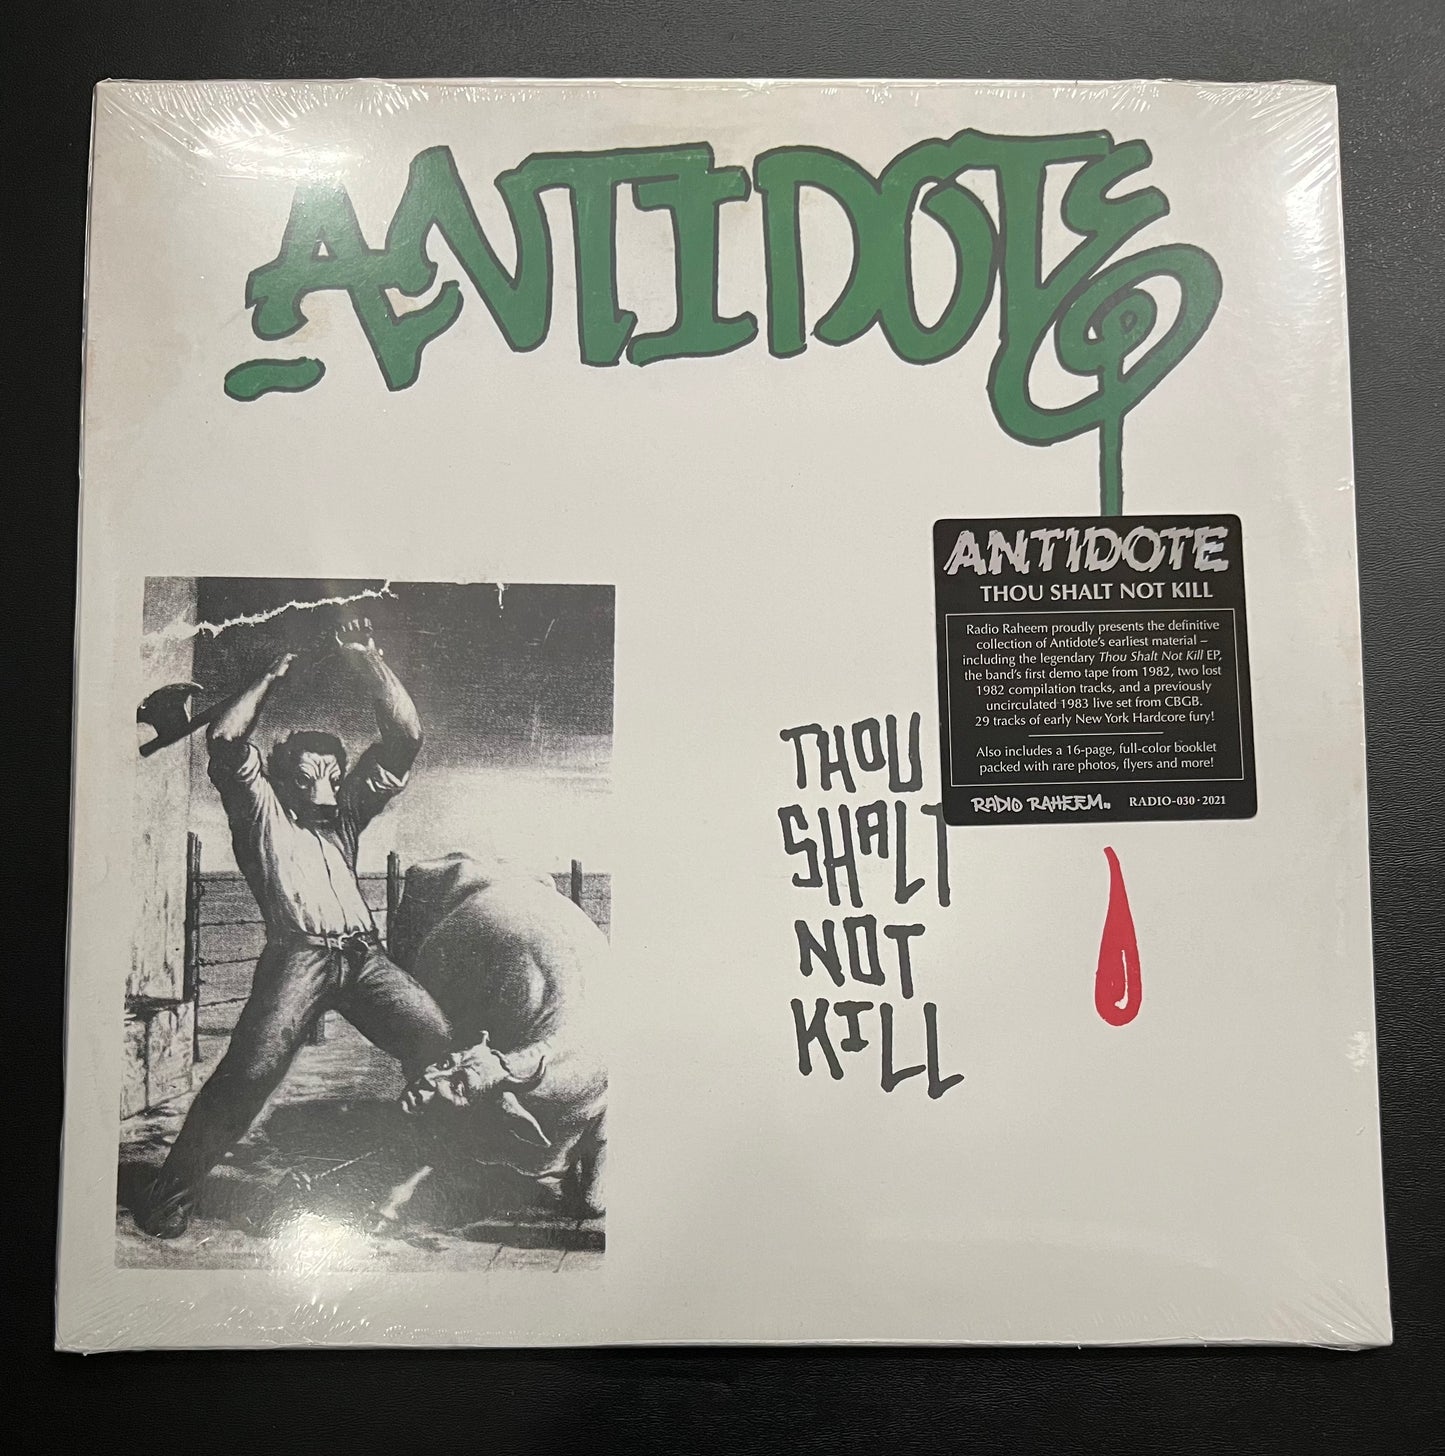 ANTIDOTE
ANTIDOTE
THOU SHALT NOT KILL
Radio Raheem proudly presents the definitive
collection of Antidote's earliest material –
including the legendary Thou Shalt Not Kill EP,
the band's first demo tape from 1982, two lost
1982 compilation tracks, and a previously
uncirculated 1983 live set from CBGB.
29 tracks of early New York Hardcore fury!
Also includes a 16-page, full-color booklet
packed with rare photos, flyers and more!
RADIO RAHEEM. RADIO-030 · 2021
THOU
SHALT
NOT
KILL